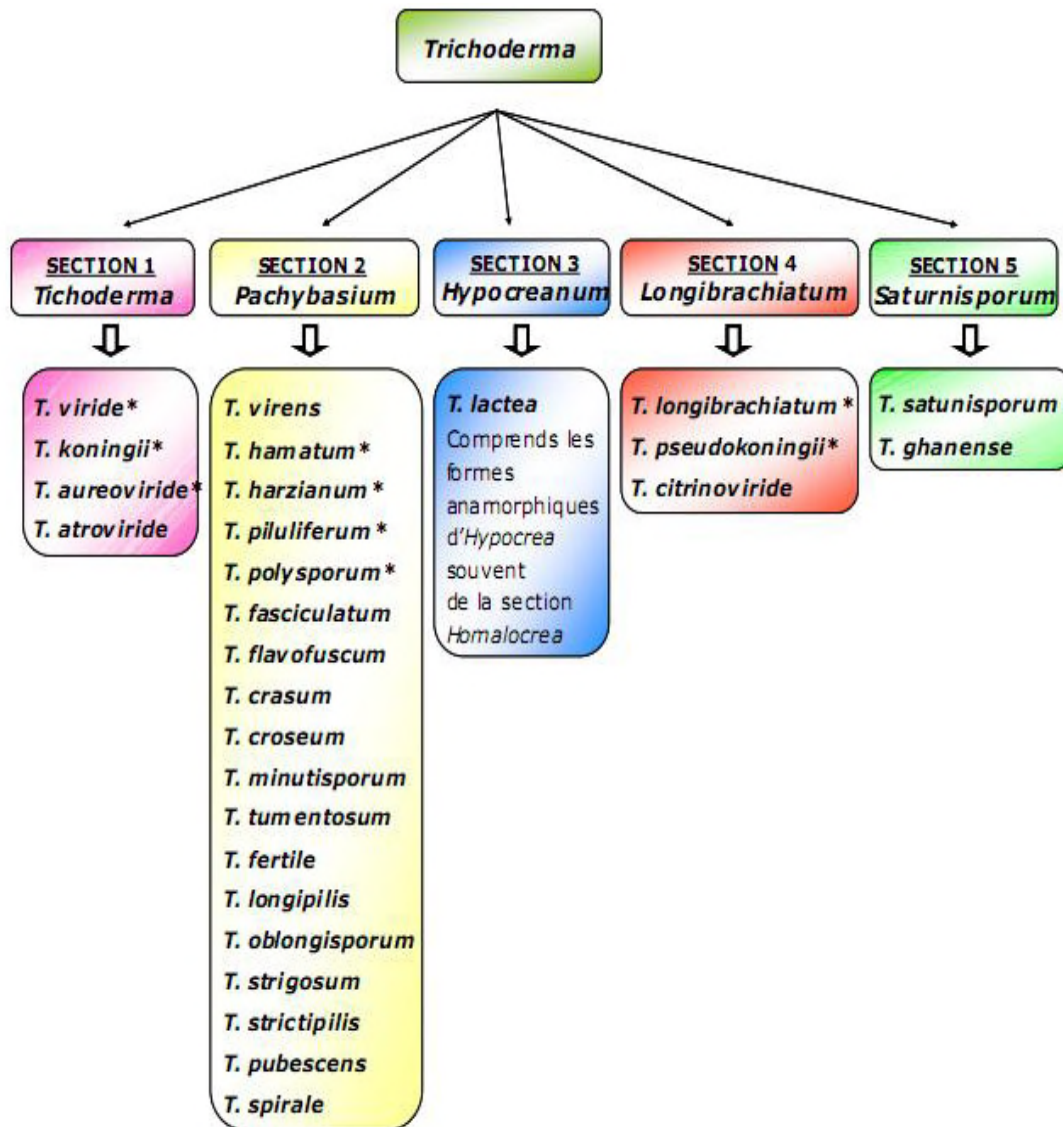 Trichoderma
SECTION 1
Tichoderma
T. viride*
T. koningii*
T. aureoviride*
T. atroviride
SECTION 2
Pachybasium
T. virens
T. hamatum*
T. harzianum*
T. piluliferum*
T. polysporum*
T. fasciculatum
T. flavofuscum
T. crasum
T. croseum
T. minutisporum
T. tumentosum
T. fertile
T. longipilis
T. oblongisporum
T. strigosum
T. strictipilis
T. pubescens
T. spirale
SECTION 3
Hypocreanum
T. lactea
Comprends les
formes
anamorphiques
d'Hypocrea
souvent
de la section
Homalocrea
SECTION 4
Longibrachiatum
T. longibrachiatum*
T. pseudokoningii*
T. citrinoviride
SECTION 5
Saturnisporum
T. satunisporum
T. ghanense